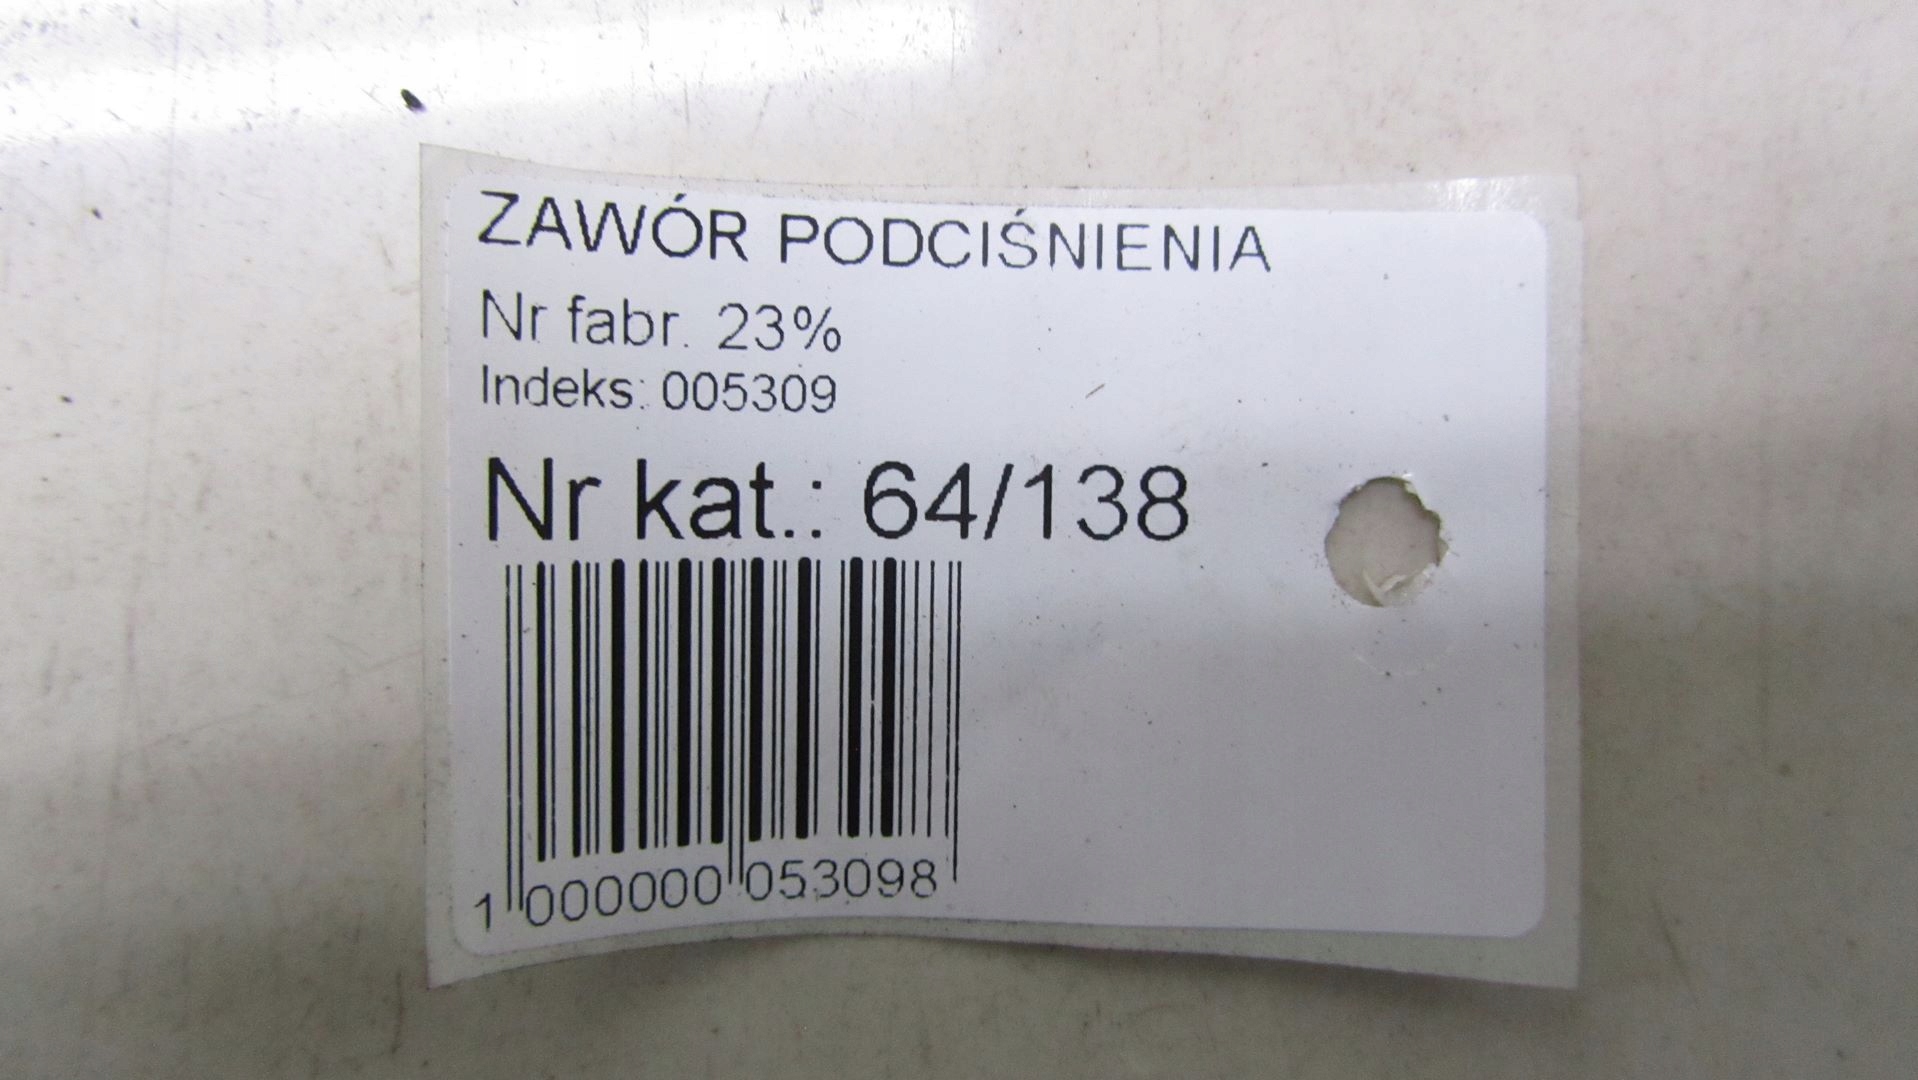 ZAWÓR PODCIŚNIENIA
Nr fabr. 23%
Indeks: 005309
Nr kat.: 64/138
1 000000 053098